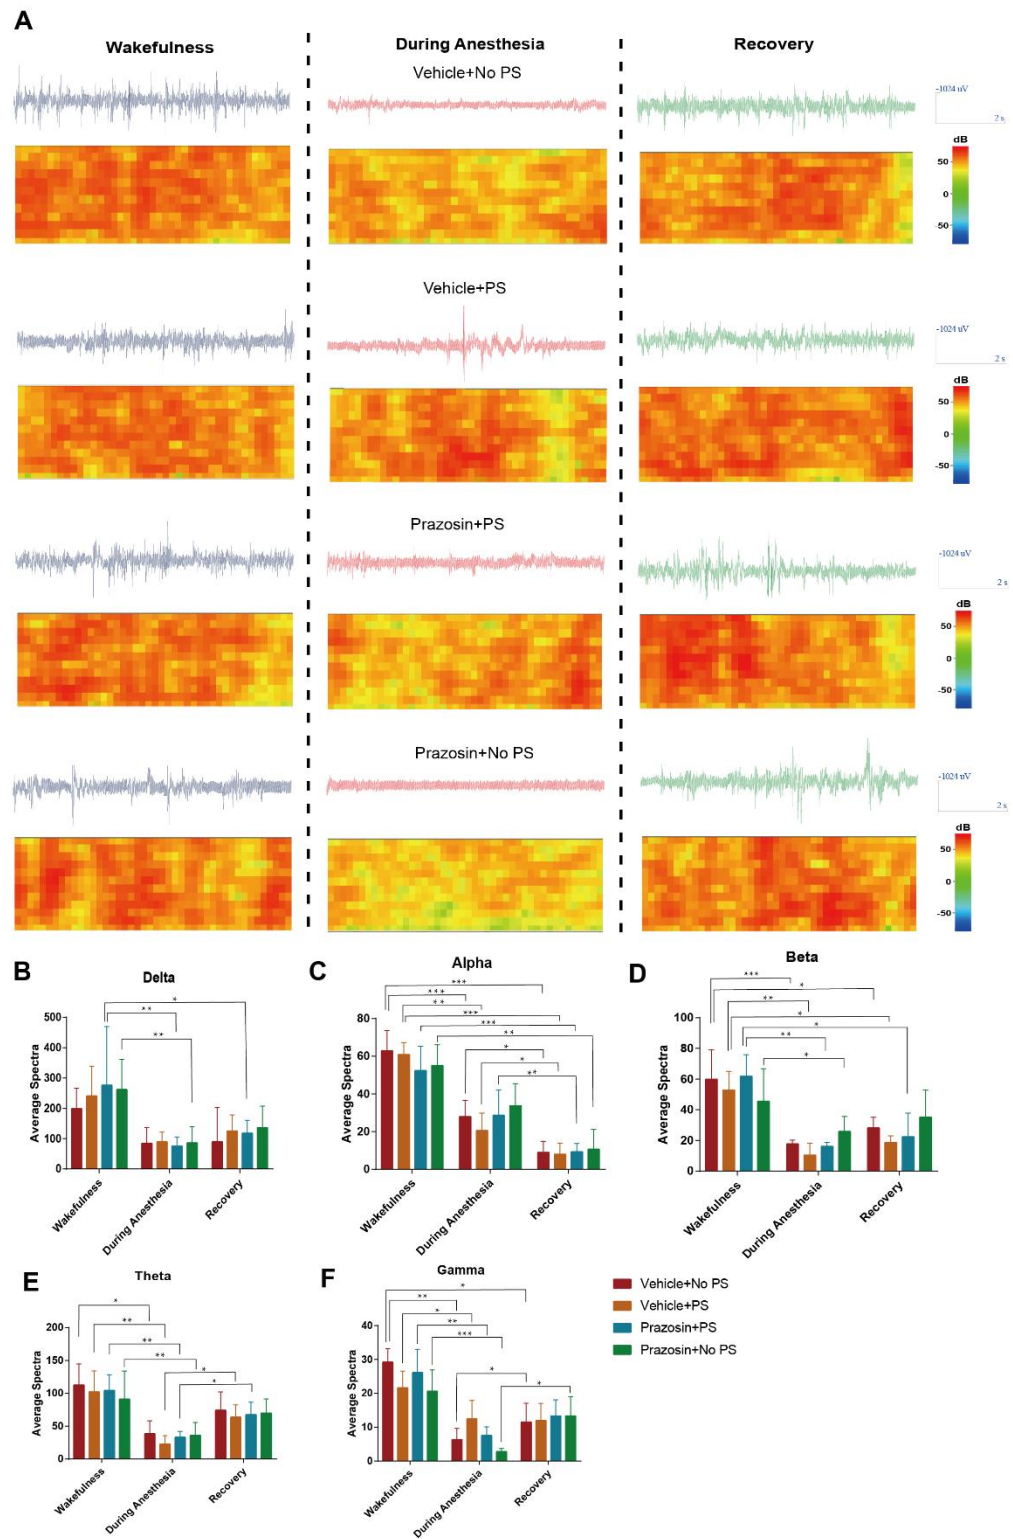 A
Wakefulness
During Anesthesia
Recovery
Vehicle+No PS
-1024 uV
2 s
dB
50
0
-50
Vehicle+PS
-1024 uV
2 s
dB
50
0
-50
Prazosin+PS
-1024 uV
2 s
dB
50
0
-50
Prazosin+No PS
-1024 uV
2 s
dB
50
0
-50
B
Delta
Average Spectra
500
400
300
200
100
0
*
**
**
Wakefulness
During Anesthesia
Recovery
C
Alpha
Average Spectra
80
60
40
20
0
***
***
**
***
***
**
*
*
**
Wakefulness
During Anesthesia
Recovery
D
Beta
Average Spectra
100
80
60
40
20
0
***
*
**
*
*
**
*
Wakefulness
During Anesthesia
Recovery
E
Theta
Average Spectra
200
150
100
50
0
*
**
**
**
*
*
Wakefulness
During Anesthesia
Recovery
F
Gamma
Average Spectra
40
30
20
10
0
*
**
*
**
***
*
*
Wakefulness
During Anesthesia
Recovery
Vehicle+No PS
Vehicle+PS
Prazosin+PS
Prazosin+No PS